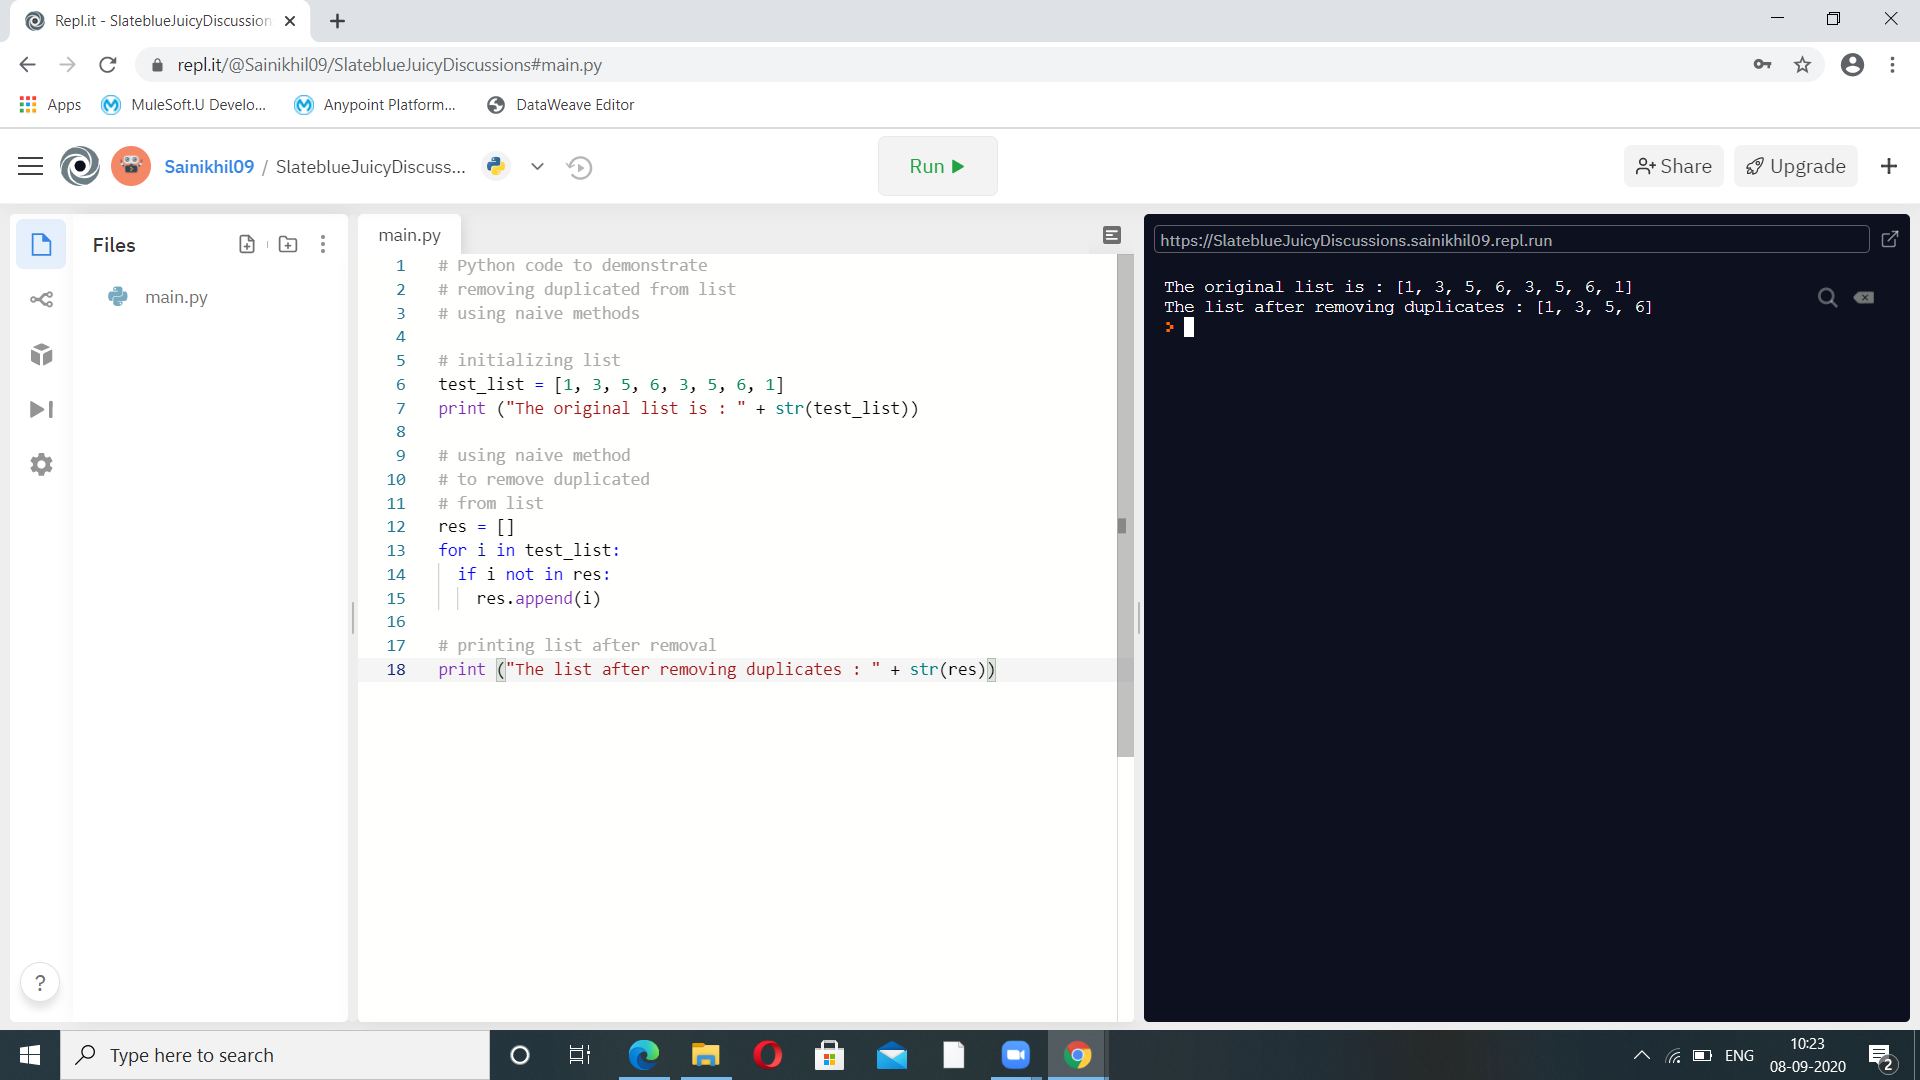 Repl.it - SlateblueJuicyDiscussion
repl.it/@Sainikhil09/SlateblueJuicyDiscussions#main.py
Apps MuleSoft.U Develo... Anypoint Platform... DataWeave Editor
Sainikhil09 / SlateblueJuicyDiscuss...
Run
Share Upgrade
Files
main.py
main.py
1 # Python code to demonstrate
2 # removing duplicated from list
3 # using naive methods
4
5 # initializing list
6 test_list = [1, 3, 5, 6, 3, 5, 6, 1]
7 print ("The original list is : " + str(test_list))
8
9 # using naive method
10 # to remove duplicated
11 # from list
12 res = []
13 for i in test_list:
14 if i not in res:
15 res.append(i)
16
17 # printing list after removal
18 print ("The list after removing duplicates : " + str(res))
https://SlateblueJuicyDiscussions.sainikhil09.repl.run
The original list is : [1, 3, 5, 6, 3, 5, 6, 1]
The list after removing duplicates : [1, 3, 5, 6]
?
Type here to search
ENG
10:23
08-09-2020
2